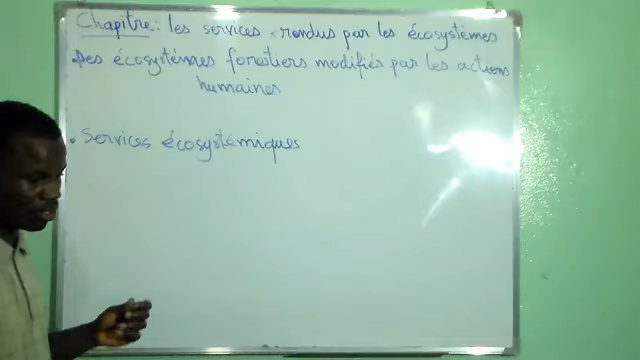 Chapitre: les services rendus par les écosystèmes
Des écosystèmes forestiers modifiés par les actions
humaines
• Services écosystémiques